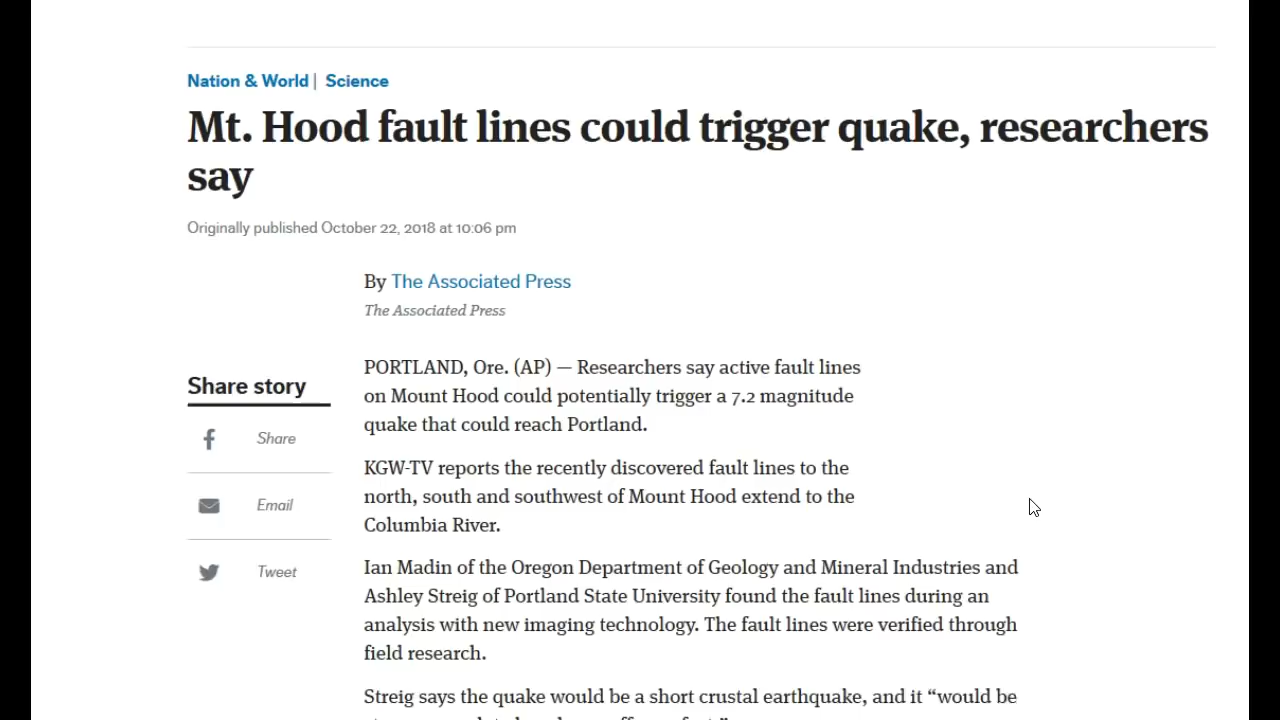 Nation & World | Science
Mt. Hood fault lines could trigger quake, researchers
say
Originally published October 22, 2018 at 10:06 pm
By The Associated Press
The Associated Press
Share story
Share
Email
Tweet
PORTLAND, Ore. (AP) — Researchers say active fault lines
on Mount Hood could potentially trigger a 7.2 magnitude
quake that could reach Portland.
KGW-TV reports the recently discovered fault lines to the
north, south and southwest of Mount Hood extend to the
Columbia River.
Ian Madin of the Oregon Department of Geology and Mineral Industries and
Ashley Streig of Portland State University found the fault lines during an
analysis with new imaging technology. The fault lines were verified through
field research.
Streig says the quake would be a short crustal earthquake, and it “would be